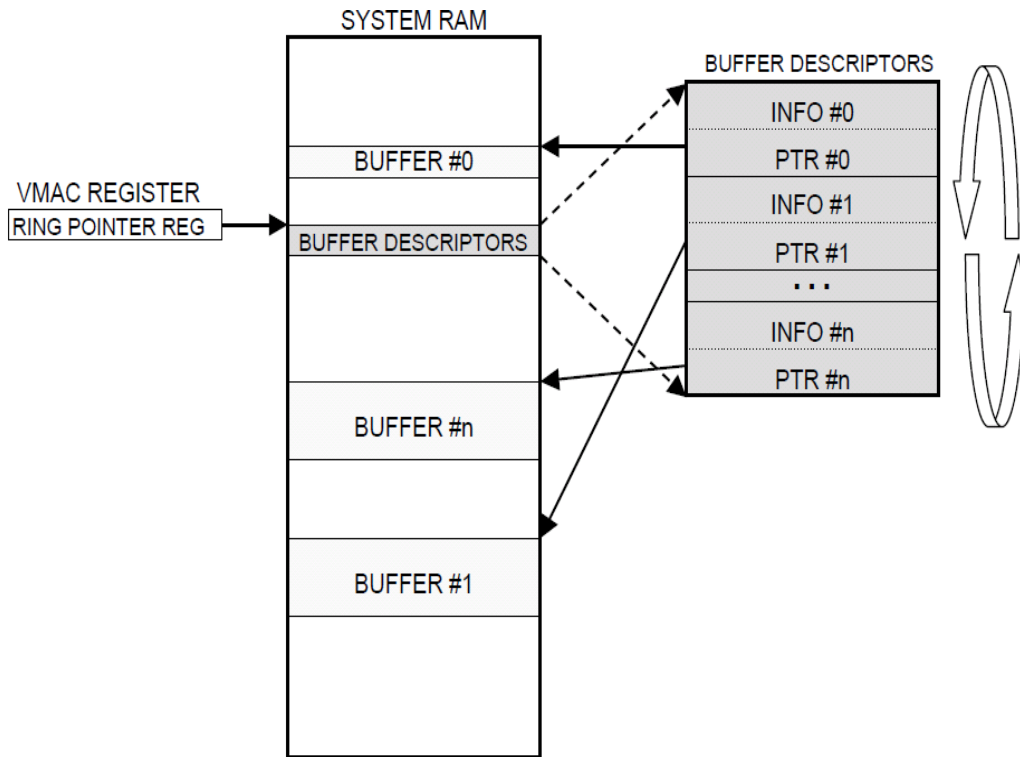 SYSTEM RAM
BUFFER DESCRIPTORS
INFO #0
BUFFER #0
PTR #0
VMAC REGISTER
INFO #1
RING POINTER REG
BUFFER DESCRIPTORS
PTR #1
...
INFO #n
PTR #n
BUFFER #n
BUFFER #1